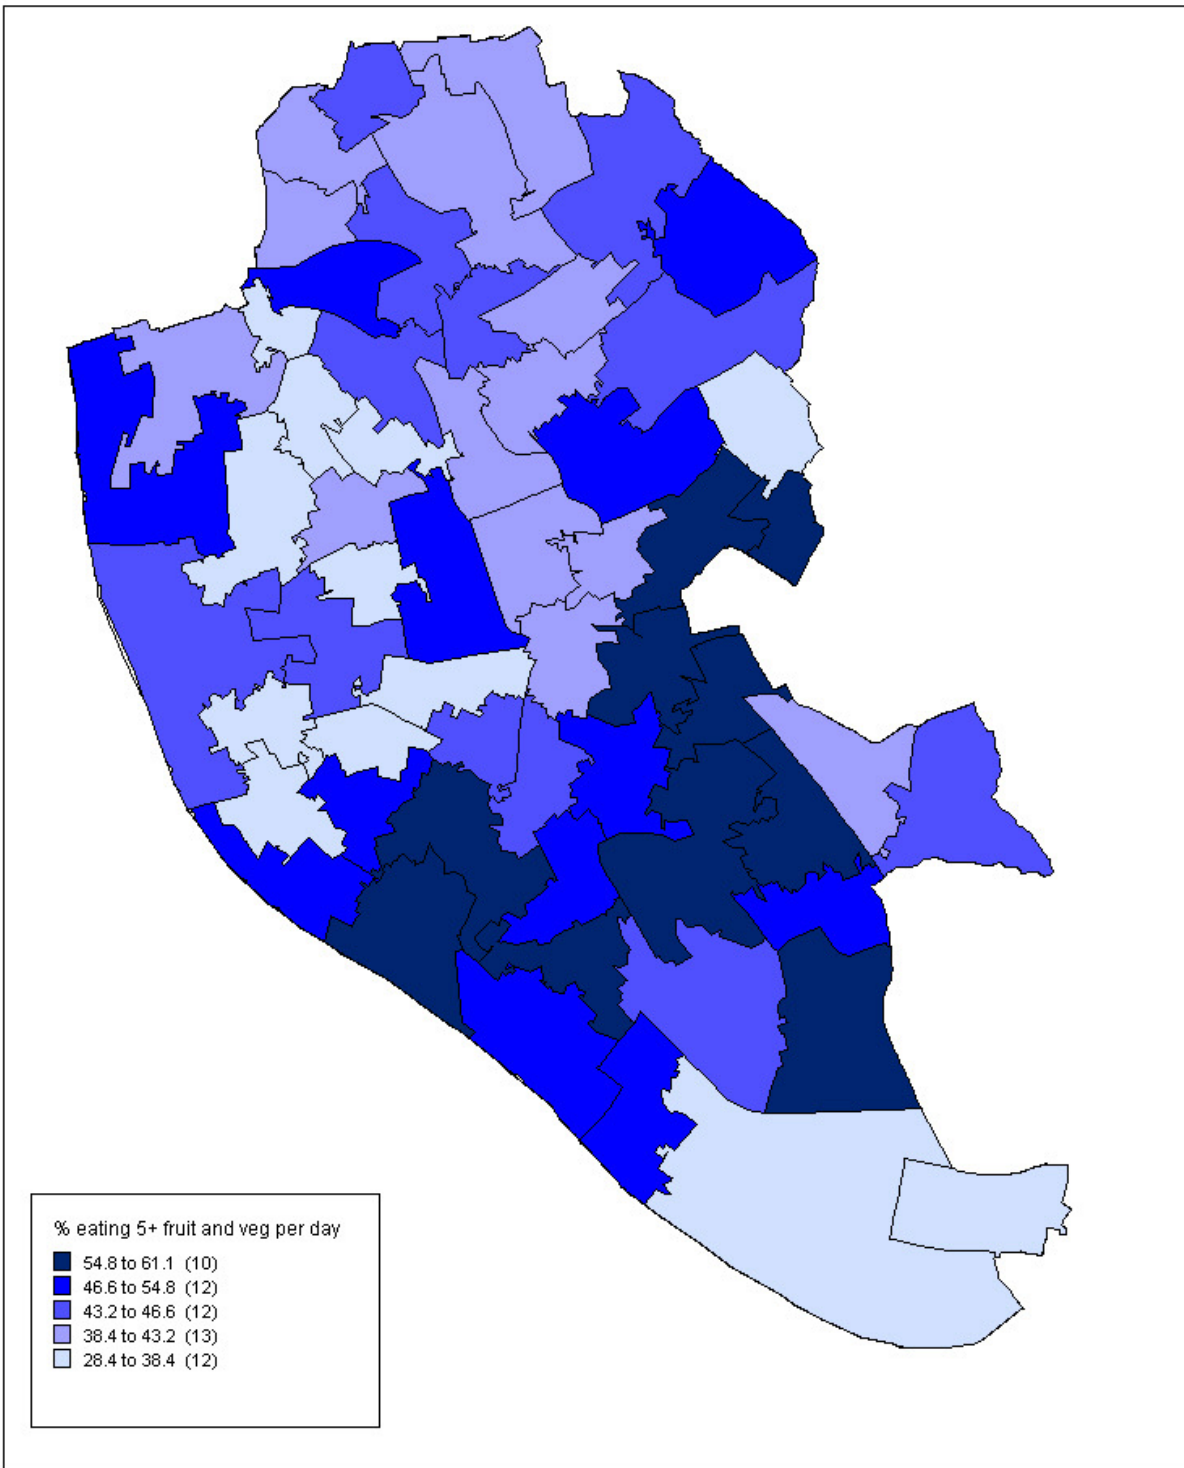 % eating 5+ fruit and veg per day
54.8 to 61.1 (10)
46.6 to 54.8 (12)
43.2 to 46.6 (12)
38.4 to 43.2 (13)
28.4 to 38.4 (12)